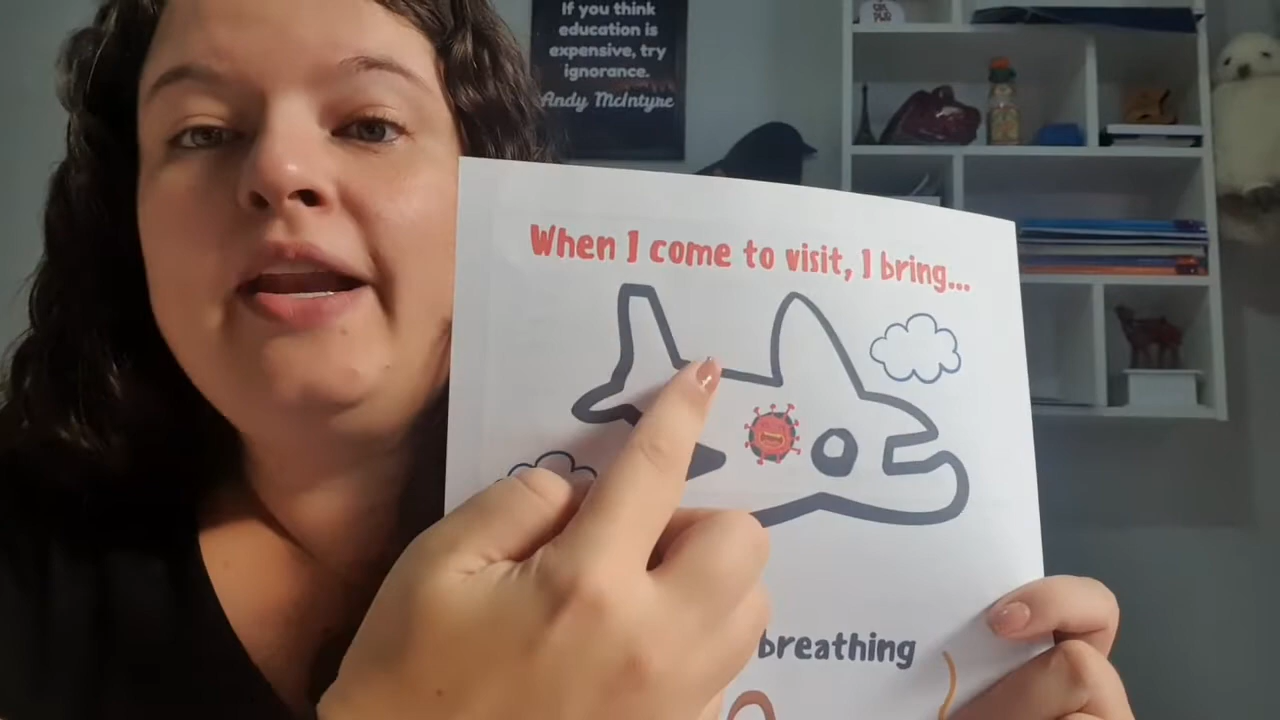 If you think
education is
expensive, try
ignorance.
Andy McIntyre
When I come to visit, I bring...
breathing